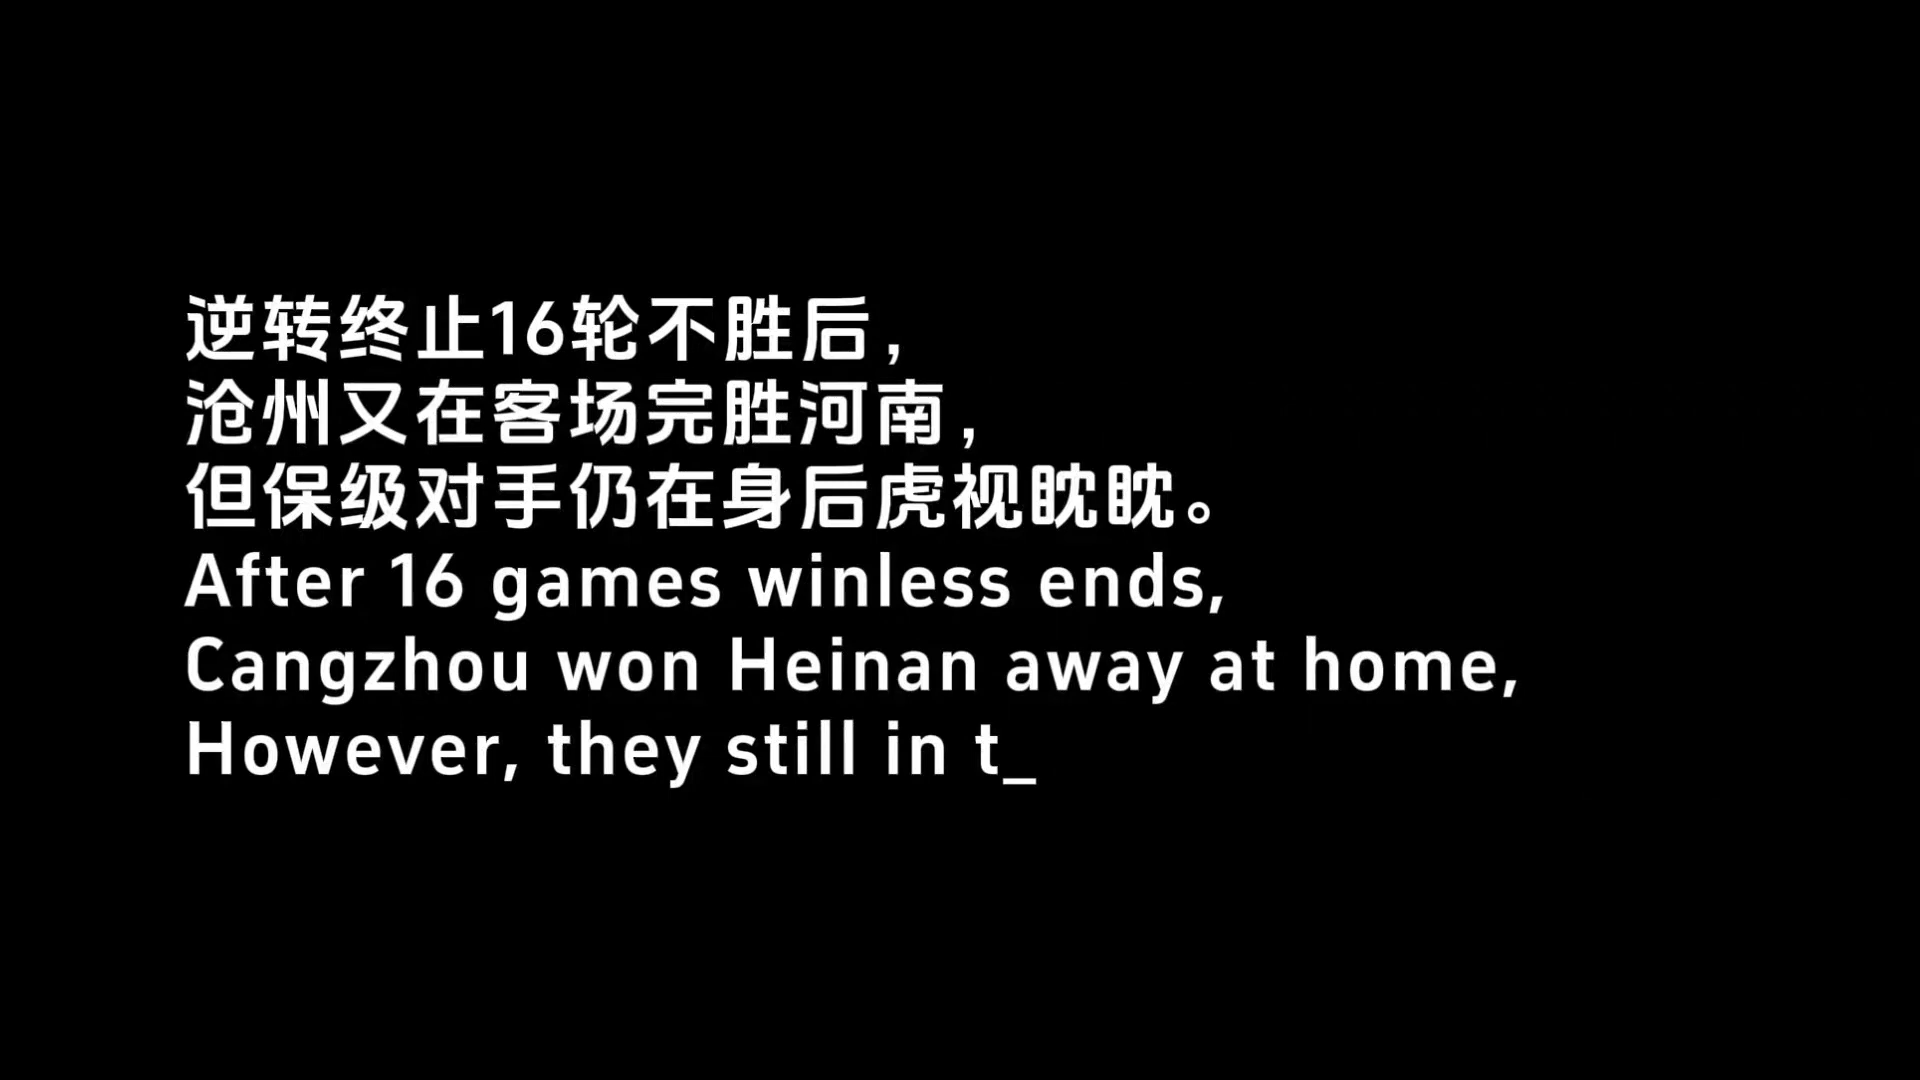 逆转终止16轮不胜后，
沧州又在客场完胜河南，
但保级对手仍在身后虎视眈眈。
After 16 games winless ends,
Cangzhou won Heinan away at home,
However, they still in t_